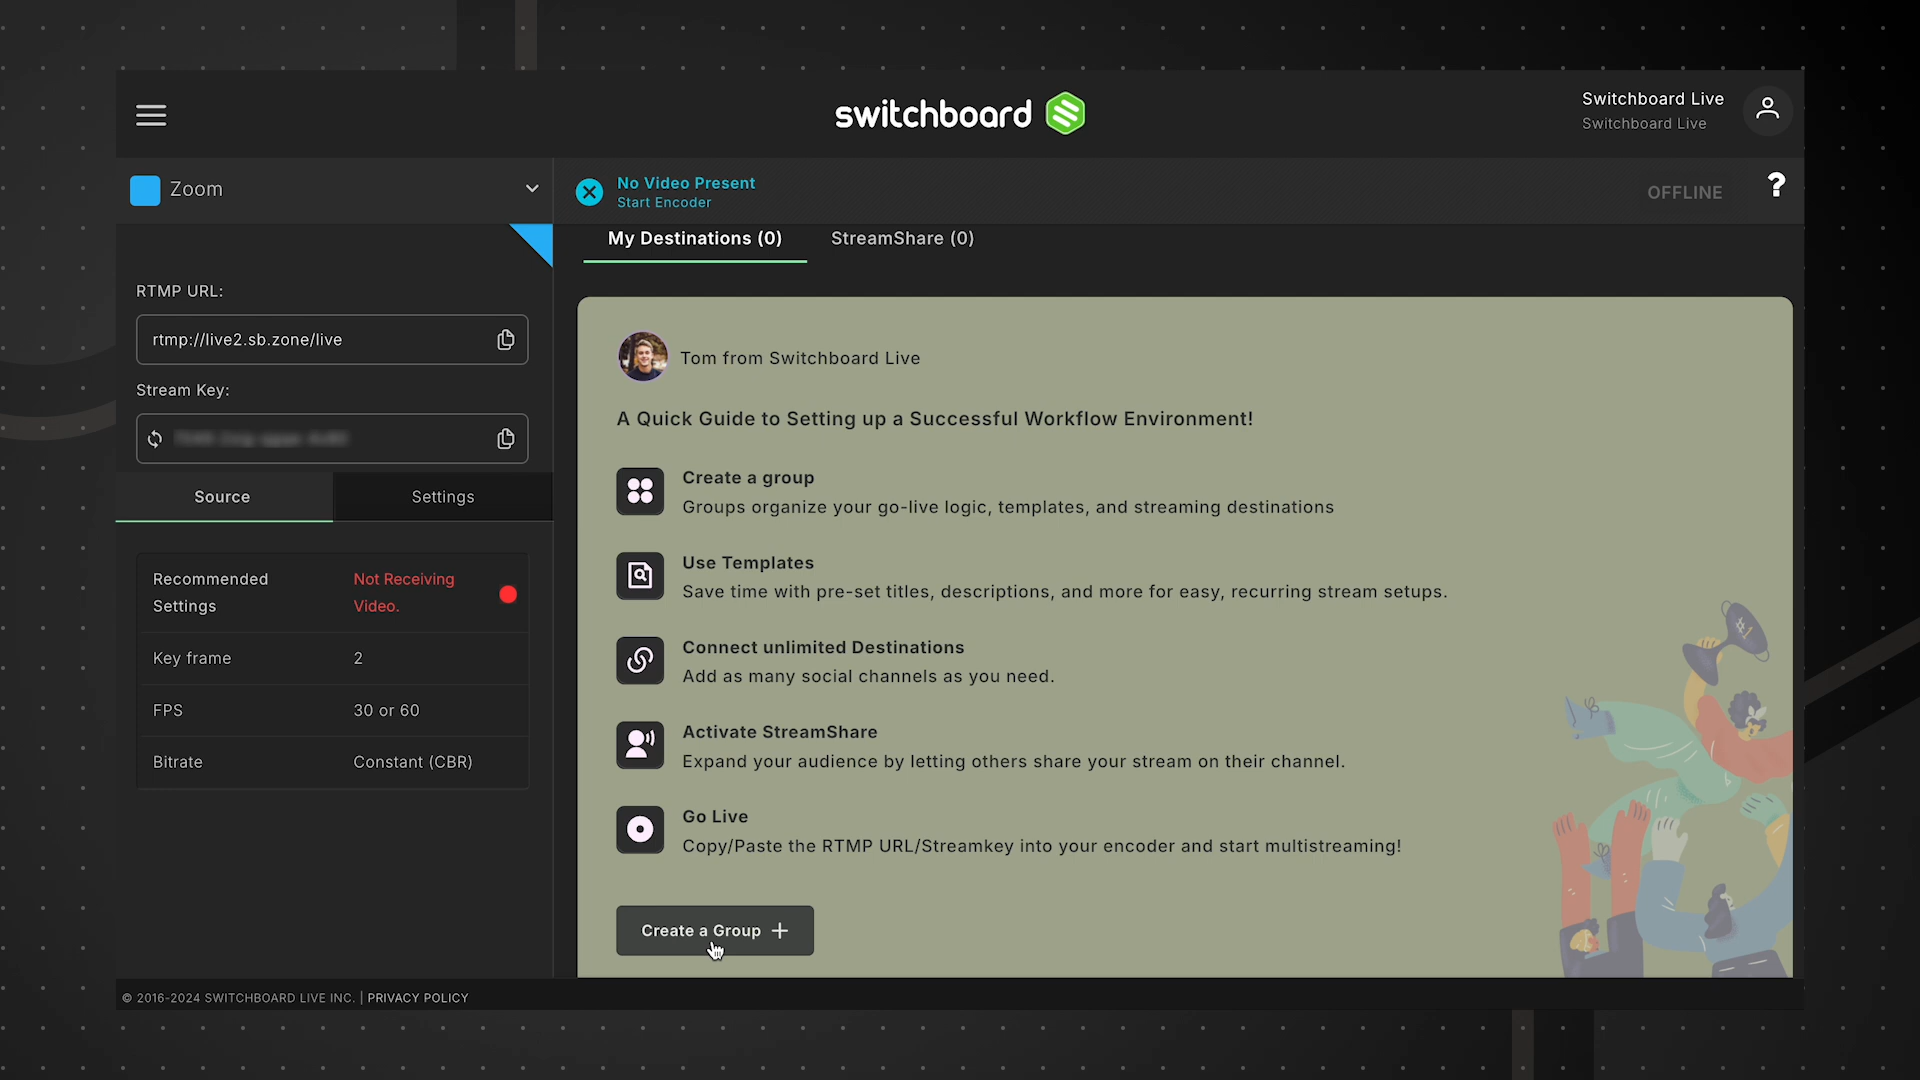 switchboard
Switchboard Live
Switchboard Live
Zoom
No Video Present
Start Encoder
OFFLINE
?
My Destinations (0)
StreamShare (0)
RTMP URL:
rtmp://live2.sb.zone/live
Stream Key:
Source
Settings
Recommended Settings
Not Receiving Video.
Key frame
2
FPS
30 or 60
Bitrate
Constant (CBR)
Tom from Switchboard Live
A Quick Guide to Setting up a Successful Workflow Environment!
Create a group
Groups organize your go-live logic, templates, and streaming destinations
Use Templates
Save time with pre-set titles, descriptions, and more for easy, recurring stream setups.
Connect unlimited Destinations
Add as many social channels as you need.
Activate StreamShare
Expand your audience by letting others share your stream on their channel.
Go Live
Copy/Paste the RTMP URL/Streamkey into your encoder and start multistreaming!
#1
Create a Group +
© 2016-2024 SWITCHBOARD LIVE INC. | PRIVACY POLICY